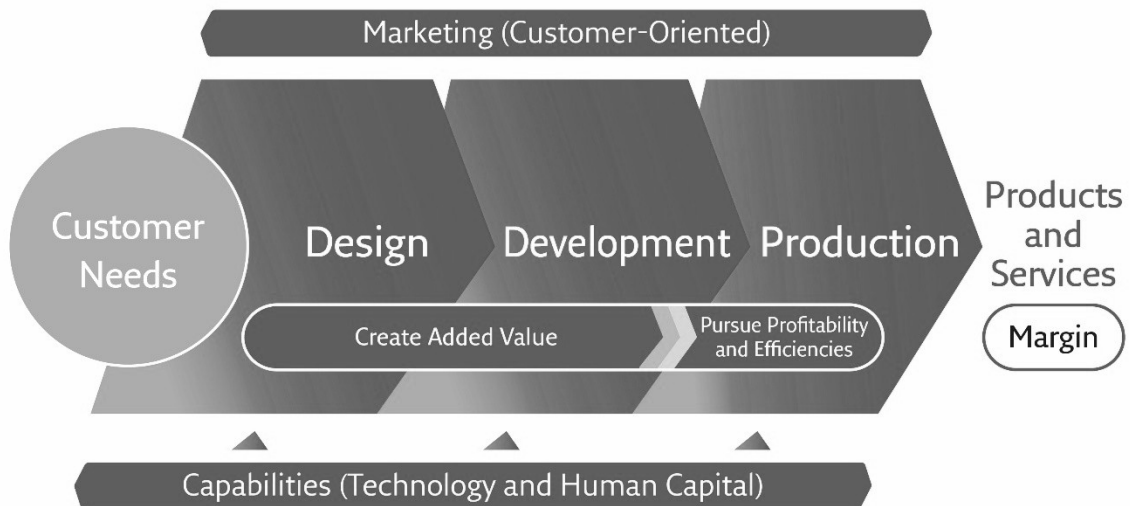 Marketing (Customer-Oriented)
Customer
Needs
Design
Development
Production
Create Added Value
Pursue Profitability
and Efficiencies
Products
and
Services
Margin
Capabilities (Technology and Human Capital)